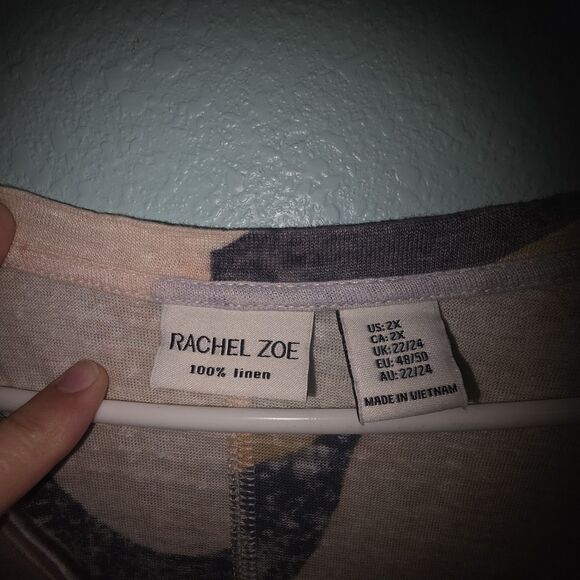 RACHEL ZOE
100% linen
US: 2X
CA: 2X
UK: 22/24
EU: 48/50
AU: 22/24
MADE IN VIETNAM